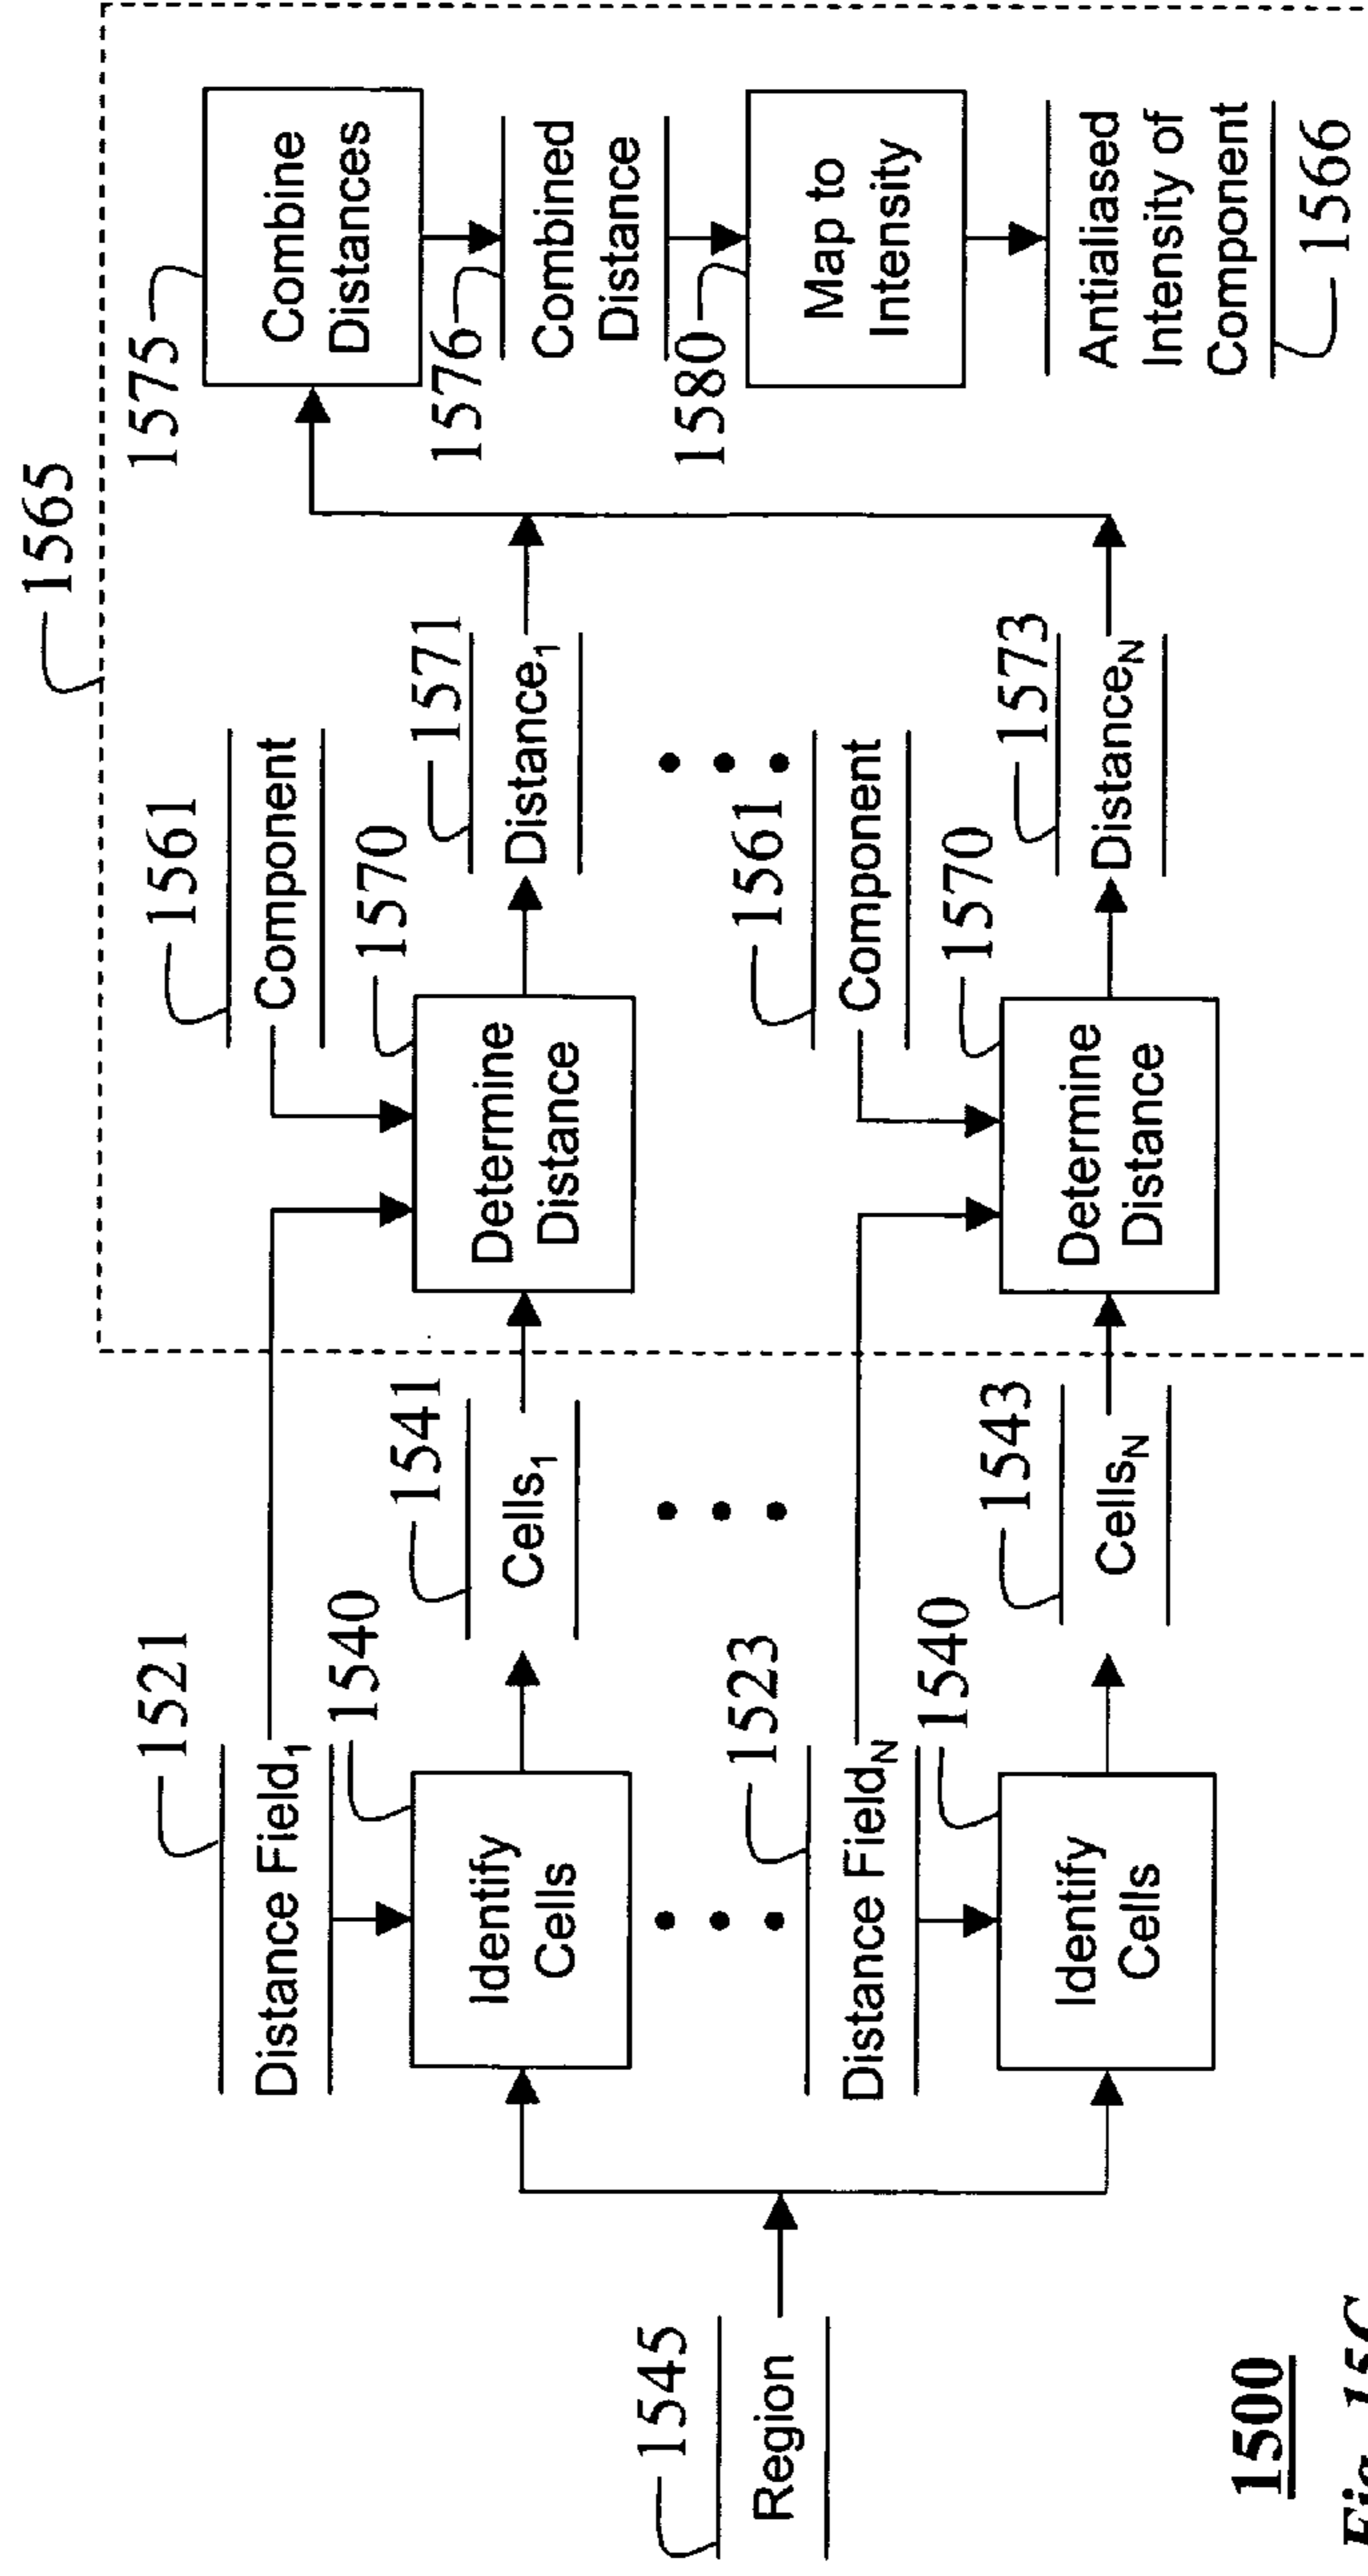 1565
1521
Distance Field1
1540
Identify
Cells
1541
Cells1
1561
Component
1570
Determine
Distance
1571
Distance1
1575
Combine
Distances
1576
Combined
Distance
1580
Map to
Intensity
Antialiased
Intensity of
Component
1566
1545
Region
1523
Distance FieldN
1540
Identify
Cells
1543
CellsN
1561
Component
1570
Determine
Distance
1573
DistanceN
1500
Fig. 15C